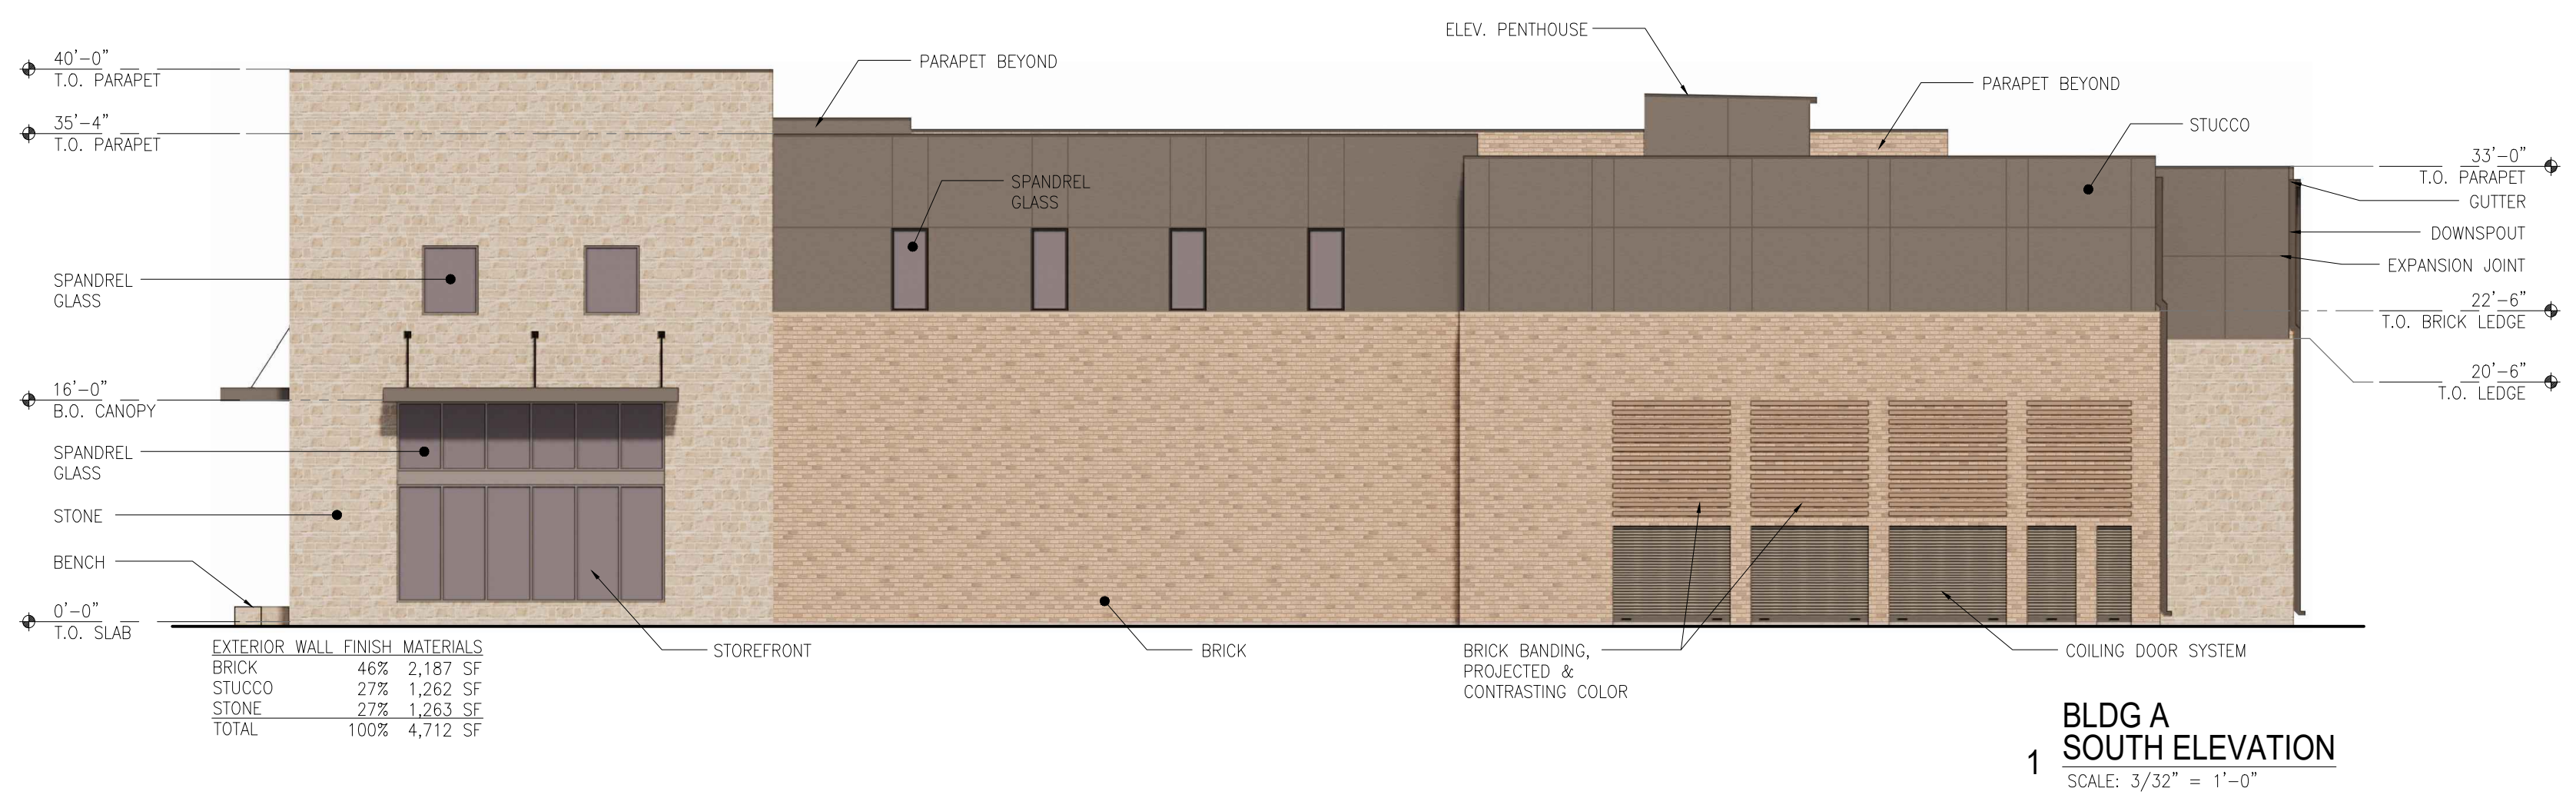 ELEV. PENTHOUSE
40'-0"
T.O. PARAPET
PARAPET BEYOND
PARAPET BEYOND
35'-4"
T.O. PARAPET
STUCCO
33'-0"
T.O. PARAPET
SPANDREL
GLASS
GUTTER
DOWNSPOUT
EXPANSION JOINT
SPANDREL
GLASS
22'-6"
T.O. BRICK LEDGE
20'-6"
T.O. LEDGE
16'-0"
B.O. CANOPY
SPANDREL
GLASS
STONE
BENCH
0'-0"
T.O. SLAB
EXTERIOR WALL FINISH MATERIALS
BRICK 46% 2,187 SF
STUCCO 27% 1,262 SF
STONE 27% 1,263 SF
TOTAL 100% 4,712 SF
STOREFRONT
BRICK
BRICK BANDING,
PROJECTED &
CONTRASTING COLOR
COILING DOOR SYSTEM
1
BLDG A
SOUTH ELEVATION
SCALE: 3/32" = 1'-0"